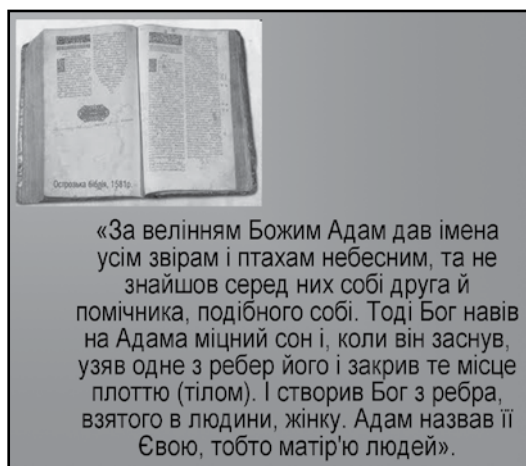 Острозька біблія, 1581р.
«За велінням Божим Адам дав імена
усім звірам і птахам небесним, та не
знайшов серед них собі друга й
помічника, подібного собі. Тоді Бог навів
на Адама міцний сон і, коли він заснув,
узяв одне з ребер його і закрив те місце
плоттю (тілом). І створив Бог з ребра,
взятого в людини, жінку. Адам назвав її
Євою, тобто матір'ю людей».